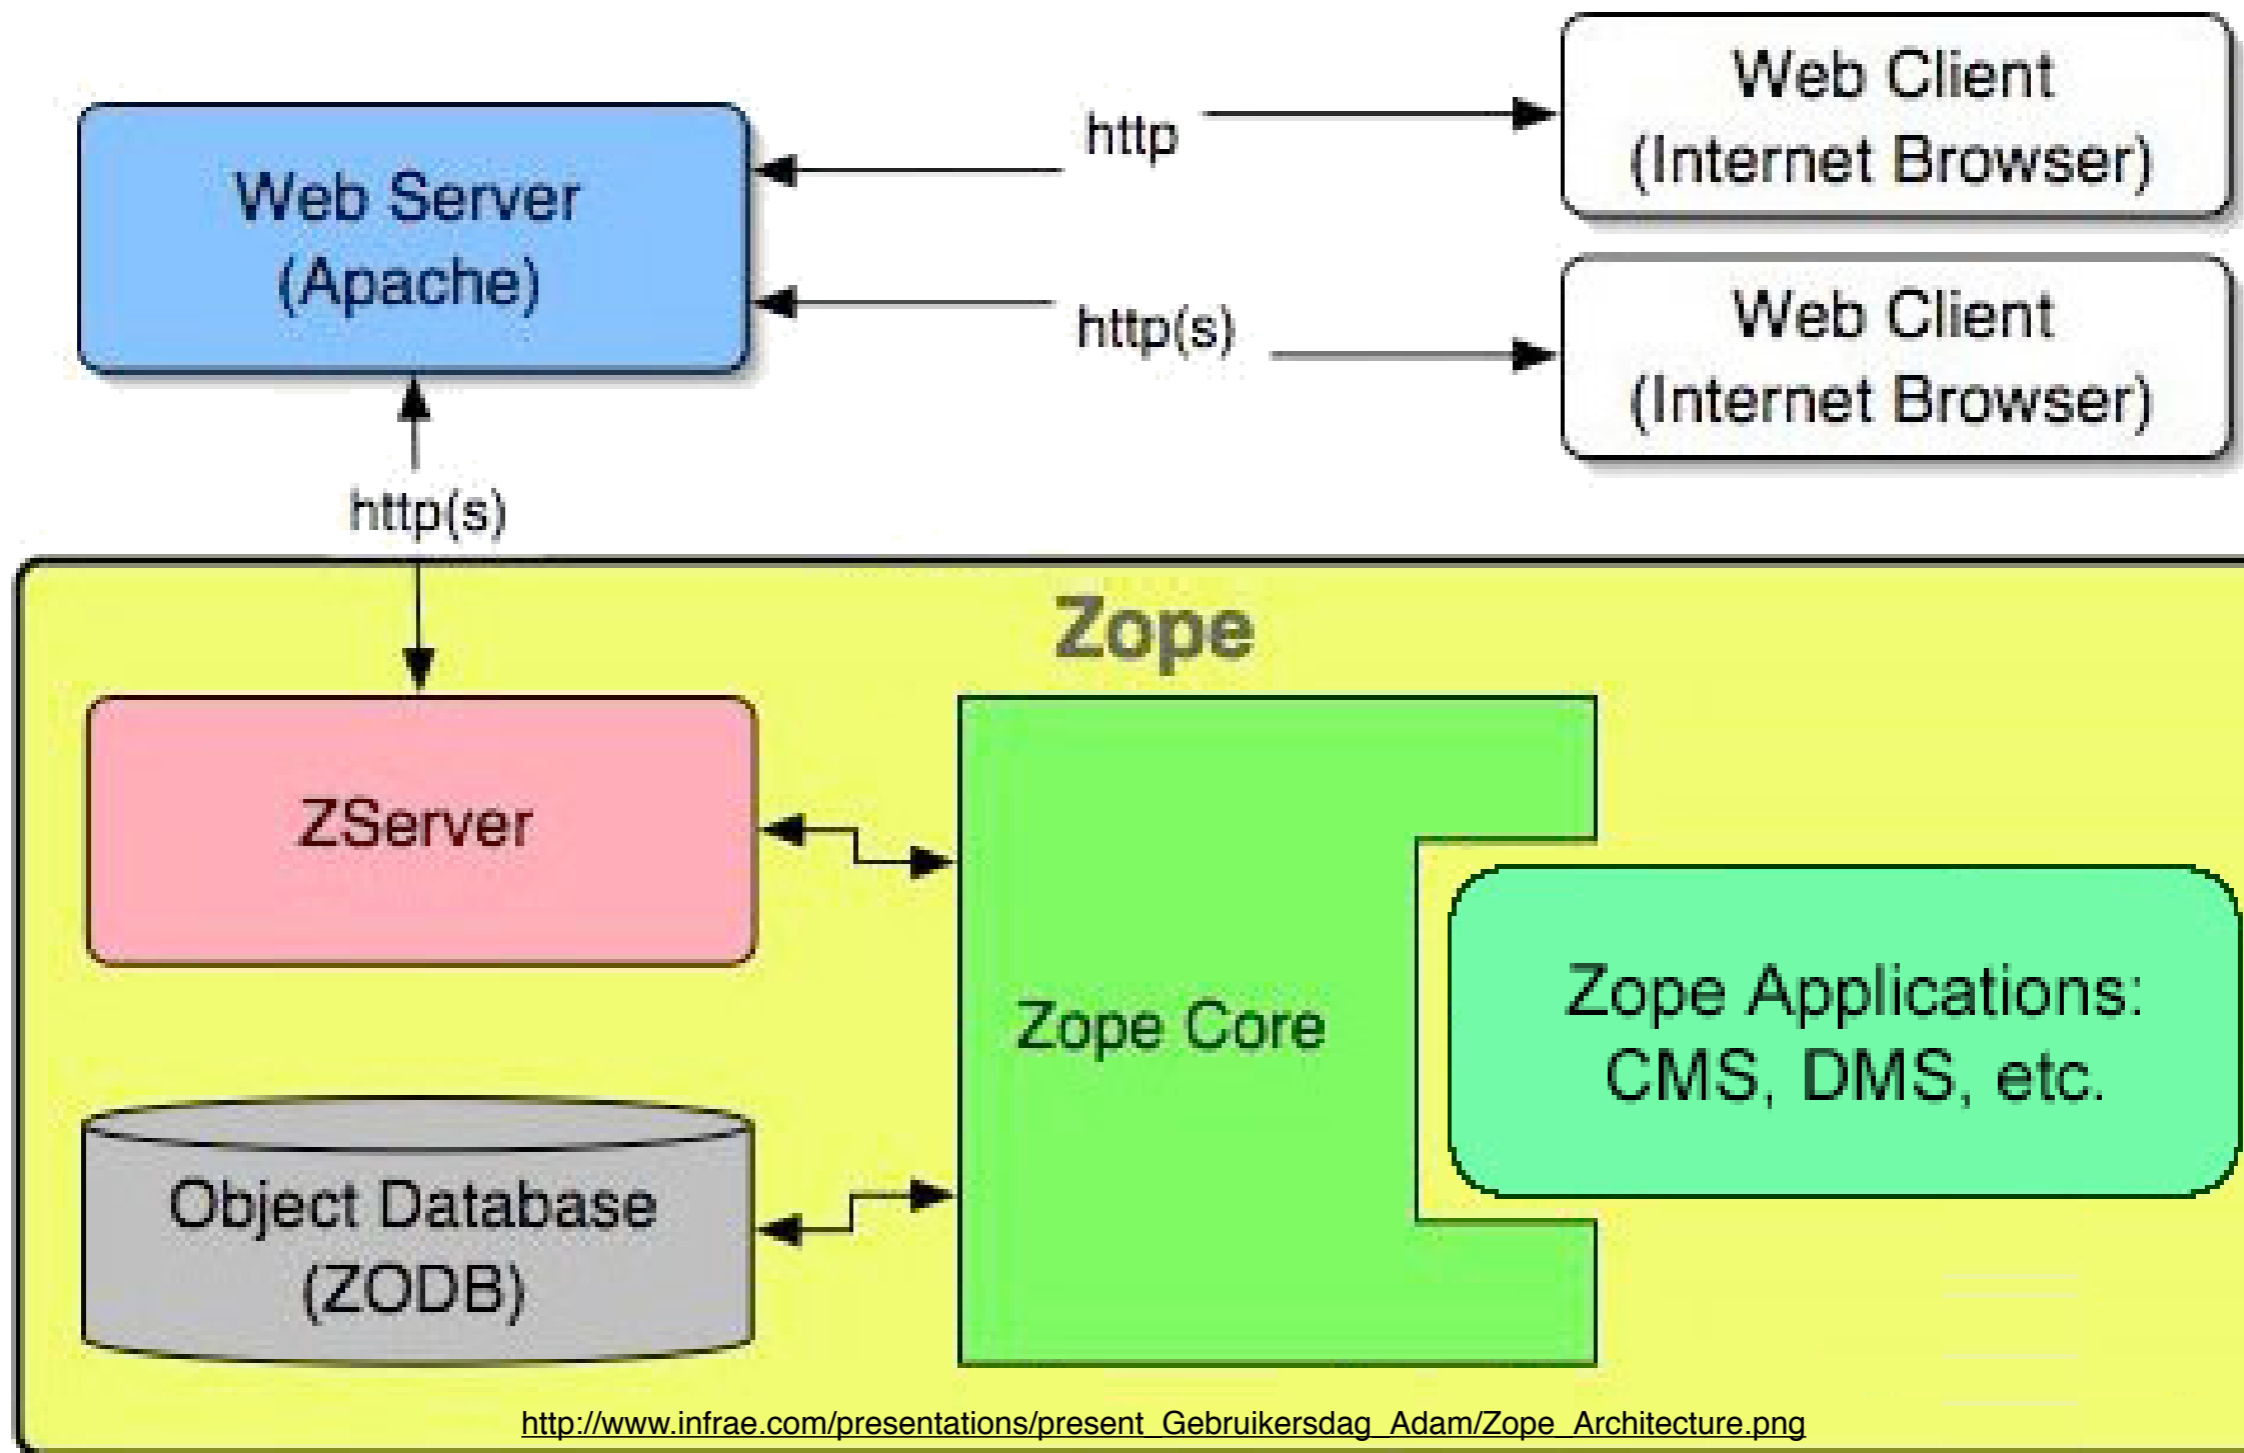 Web Client
(Internet Browser)
Web Server
(Apache)
http
http(s)
Web Client
(Internet Browser)
http(s)
Zope
ZServer
Zope Core
Zope Applications:
CMS, DMS, etc.
Object Database
(ZODB)
http://www.infrae.com/presentations/present_Gebruikersdag_Adam/Zope_Architecture.png